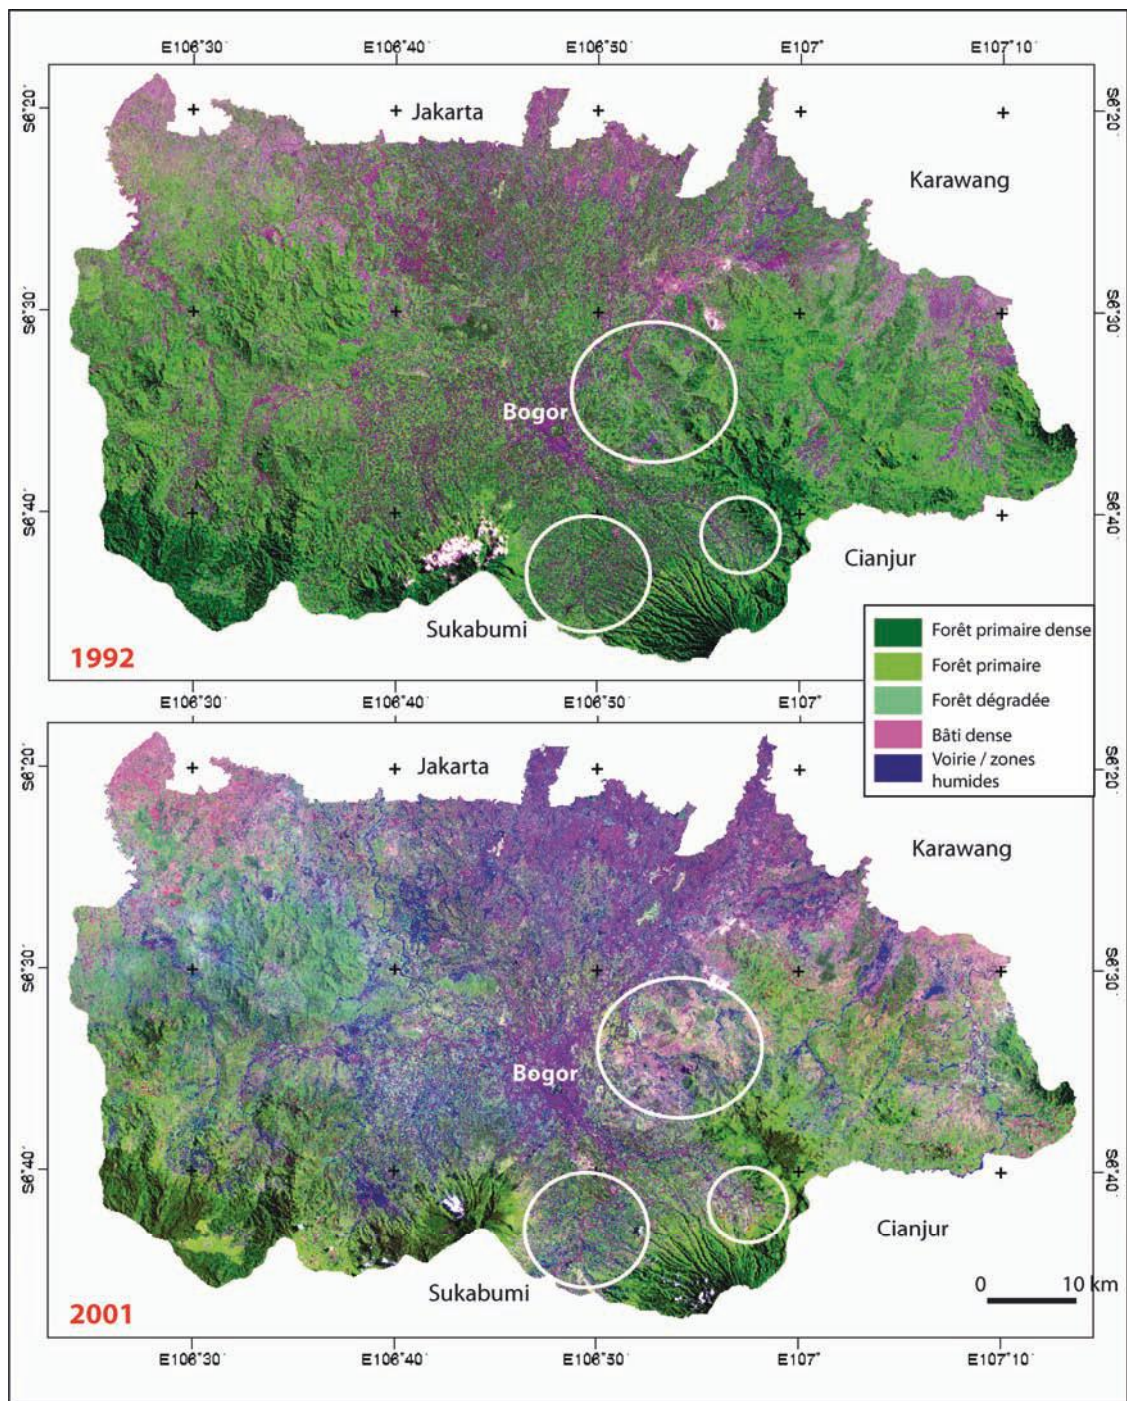 E106°30' E106°40' E106°50' E107° E107°10'
S6°20' S6°20'
Jakarta
Karawang
S6°30' S6°30'
Bogor
S6°40' S6°40'
Cianjur
Sukabumi
1992
Forêt primaire dense
Forêt primaire
Forêt dégradée
Bâti dense
Voirie / zones
humides
E106°30' E106°40' E106°50' E107°
S6°20' S6°20'
Jakarta
Karawang
S6°30' S6°30'
Bogor
S6°40' S6°40'
Cianjur
Sukabumi
0 10 km
2001
E106°30' E106°40' E106°50' E107° E107°10'